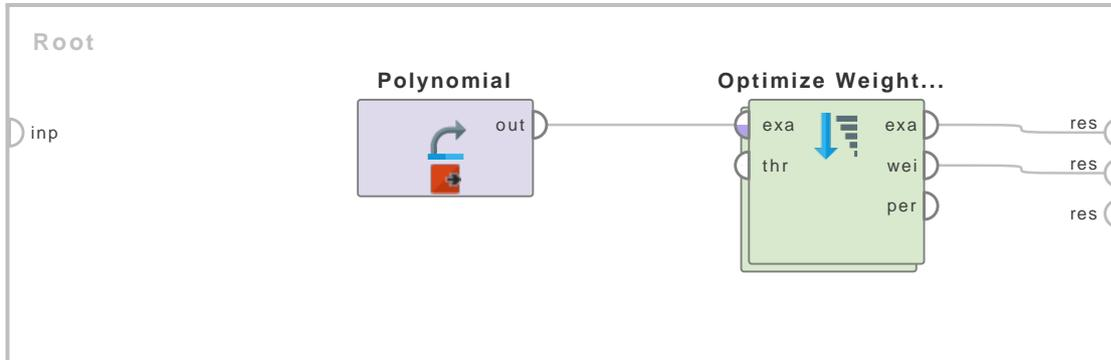 Root
Polynomial
Optimize Weight...
inp
out
exa
exa
res
thr
wei
res
per
res